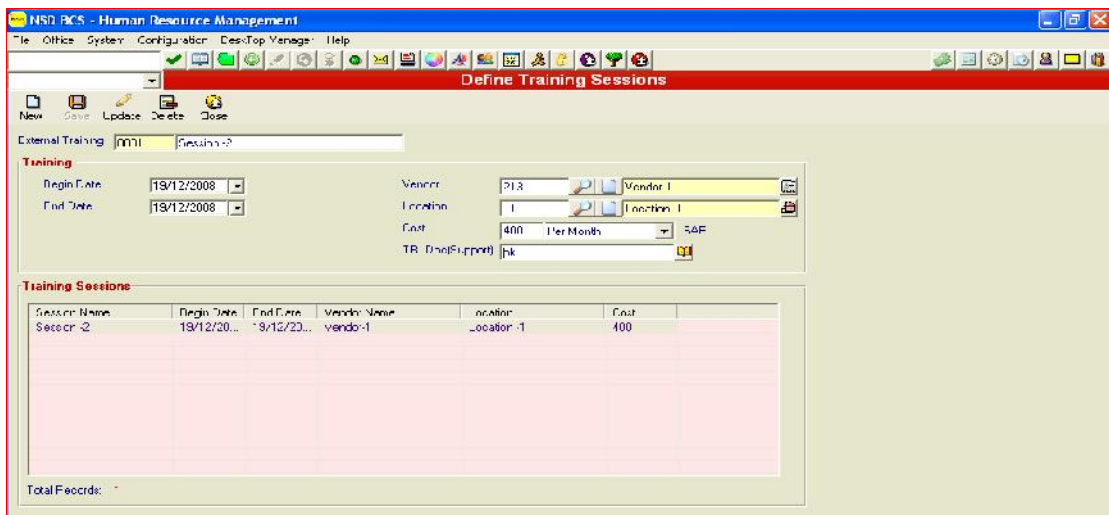 NSD BCS - Human Resource Management
File Office System Configuration DeskTop Manager Help
Define Training Sessions
New Save Update Delete Close
External Training 0001 Session-2
Training
Begin Date 19/12/2008 Vendor 213 Vendor-1
End Date 19/12/2008 Location 1 Location-1
Cost 400 Per Month
hk
Training Sessions
Session Name Begin Date End Date Vendor Name Location Cost
Session-2 19/12/20... 19/12/20... Vendor-1 Location-1 400
Total Records: 1